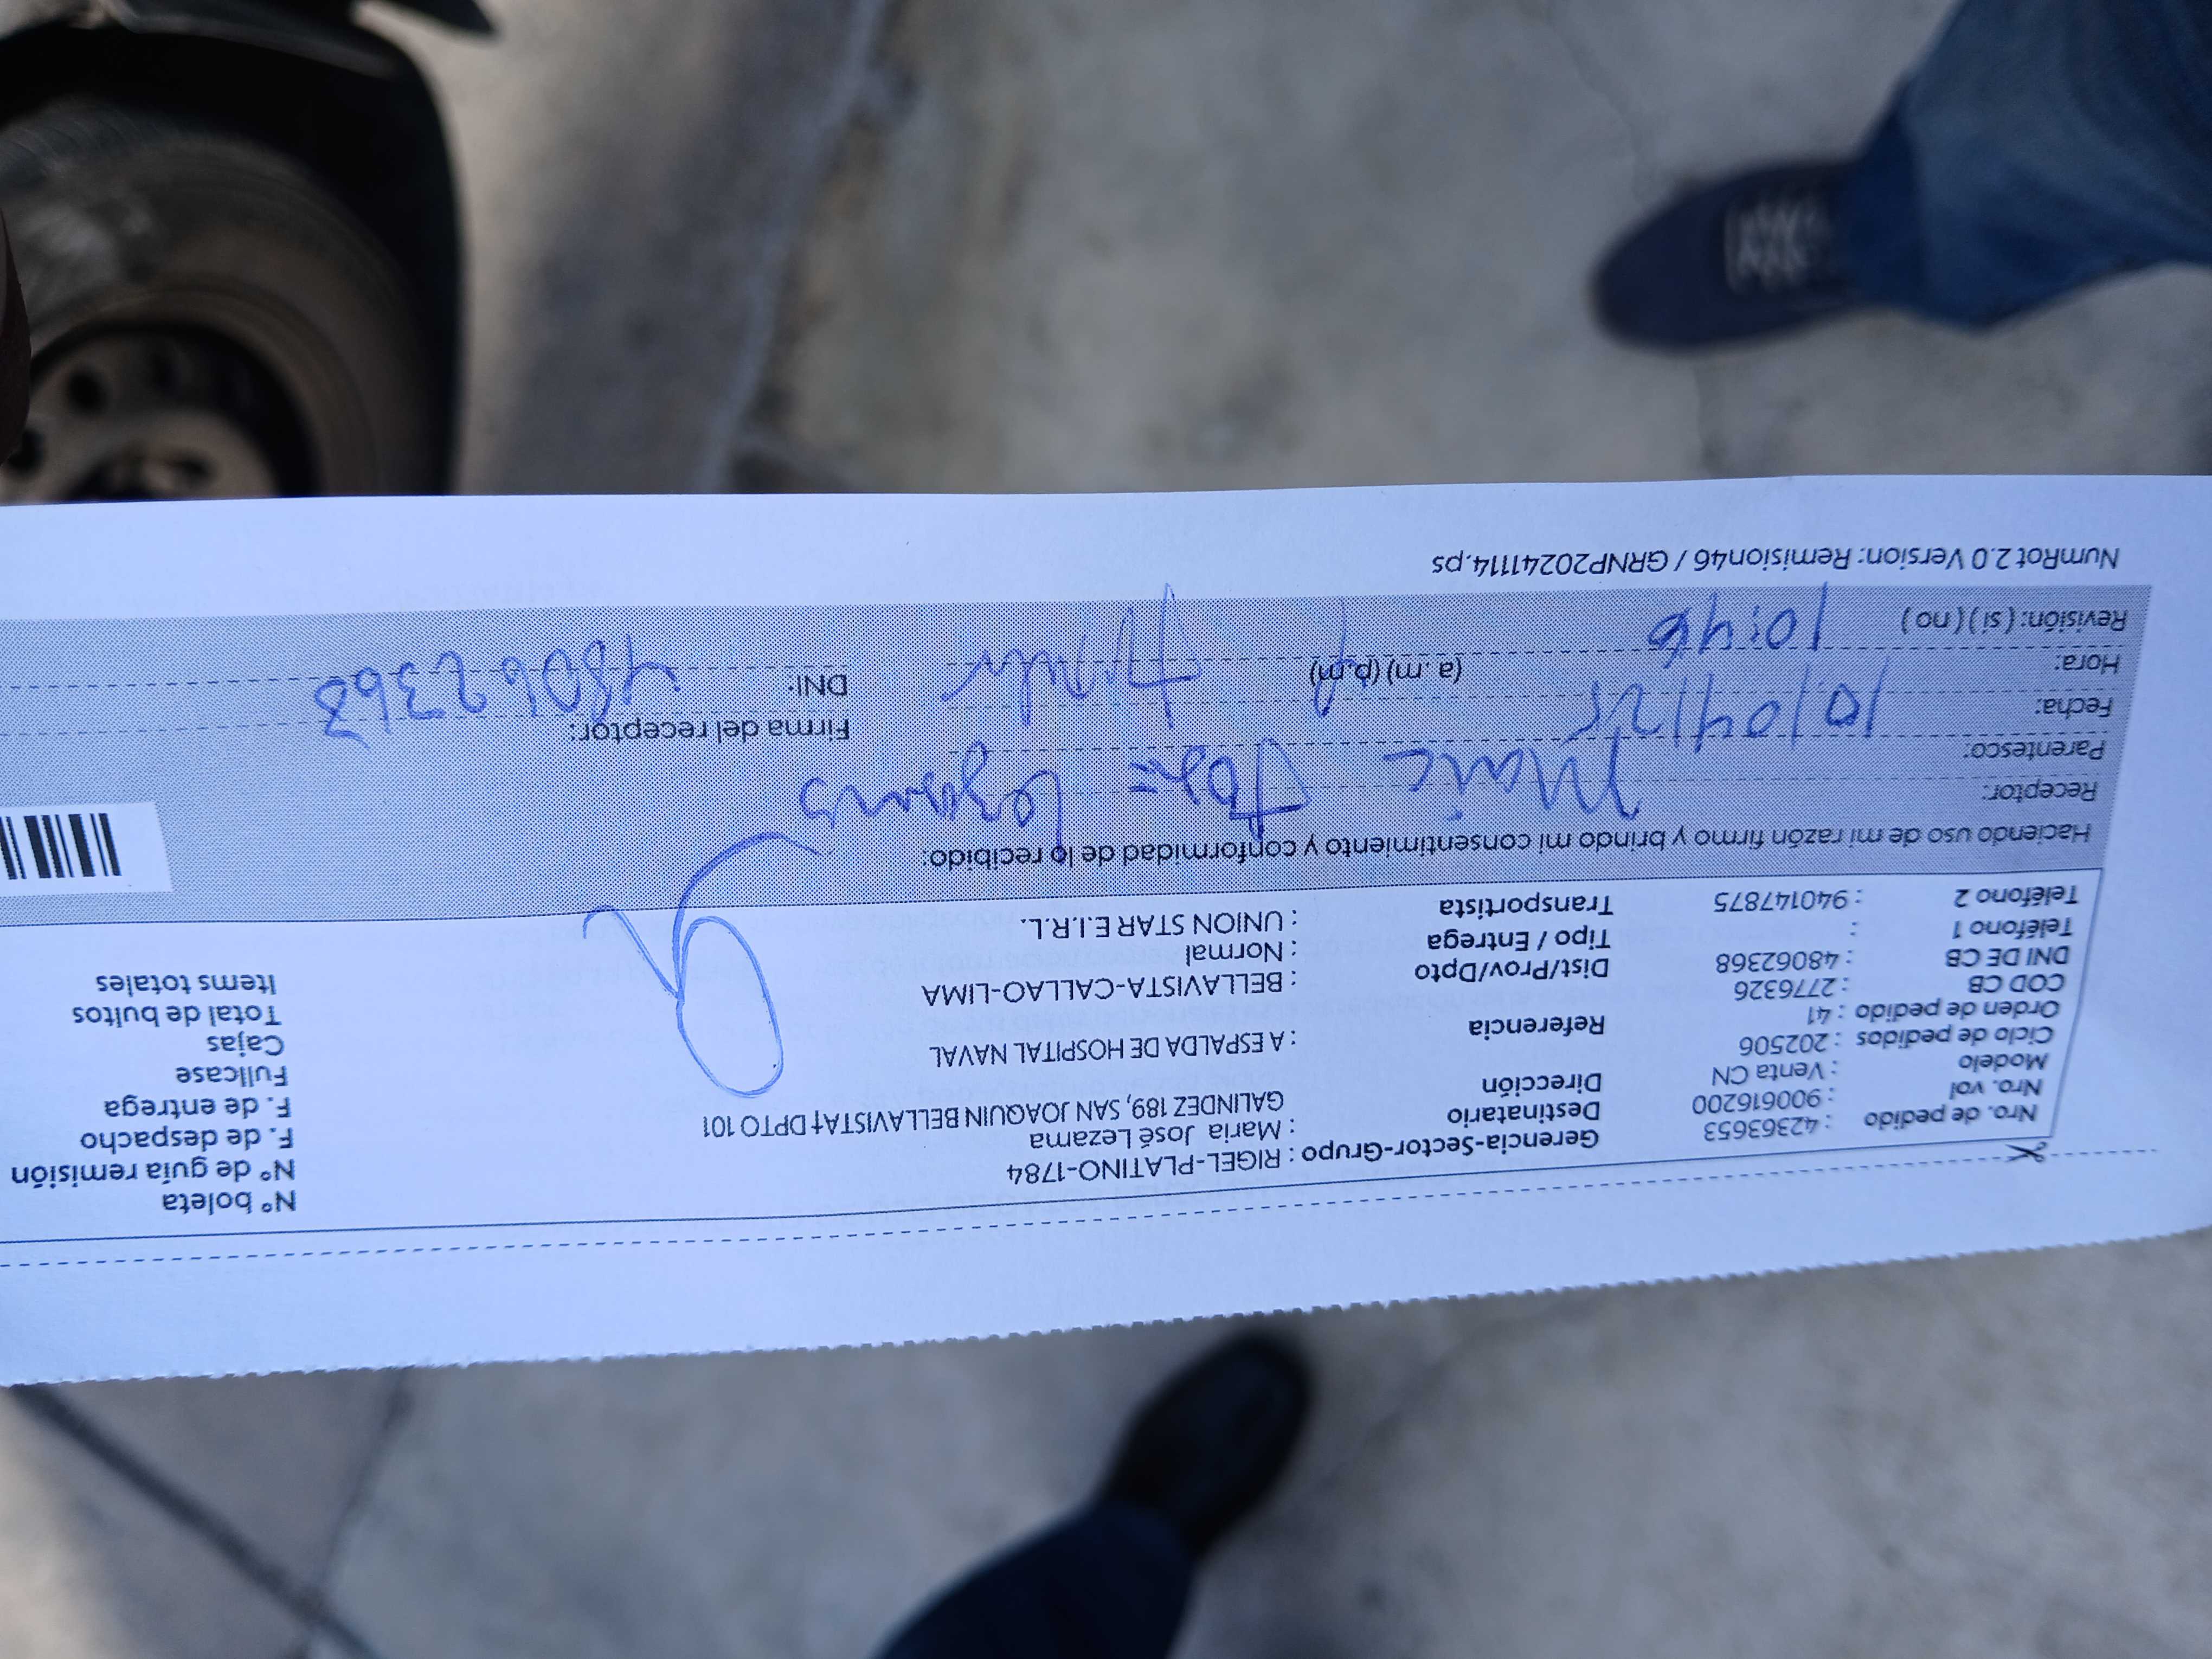 Nro. de pedido : 42363653
Nro. vol : 900616200
Modelo : Venta CN
Ciclo de pedidos : 202506
Orden de pedido : 41
COD CB : 2776326
DNI DE CB : 48062368
Teléfono 1 :
Teléfono 2 : 940147875
Gerencia-Sector-Grupo : RIGEL-PLATINO-1784
Destinatario : Maria José Lezama
Dirección GALINDEZ 189, SAN JOAQUIN BELLAVISTA† DPTO 101
Referencia : A ESPALDA DE HOSPITAL NAVAL
Dist/Prov/Dpto : BELLAVISTA-CALLAO-LIMA
Tipo / Entrega : Normal
Transportista : UNION STAR E.I.R.L.
N° boleta
N° de guía remisión
F. de despacho
F. de entrega
Fullcase
Cajas
Total de bultos
Items totales
Haciendo uso de mi razón firmo y brindo mi consentimiento y conformidad de lo recibido:
Receptor: Maria Jose Lezama
Parentesco:
Fecha: 10/04/25
Firma del receptor:
Hora: 10:46 (a. m) (p.m)
DNI: 48062368
Revisión: ( si ) ( no )
NumRot 2.0 Version: Remision46 / GRNP20241114.ps